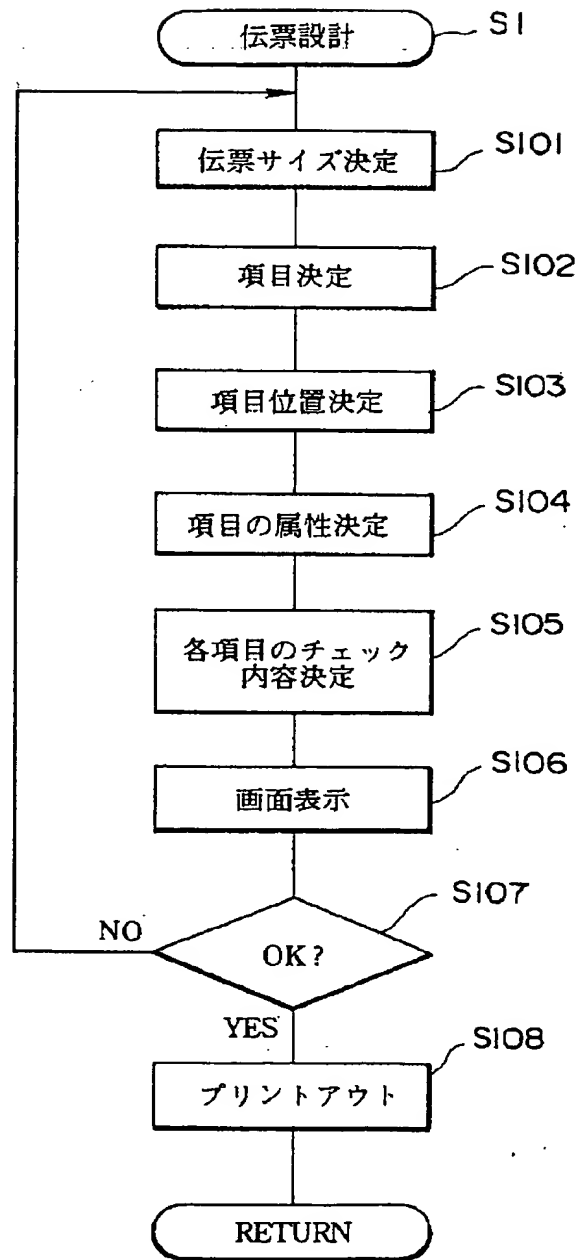 伝票設計
S1
伝票サイズ決定
S101
項目決定
S102
項目位置決定
S103
項目の属性決定
S104
各項目のチェック
内容決定
S105
画面表示
S106
OK?
S107
NO
YES
プリントアウト
S108
RETURN